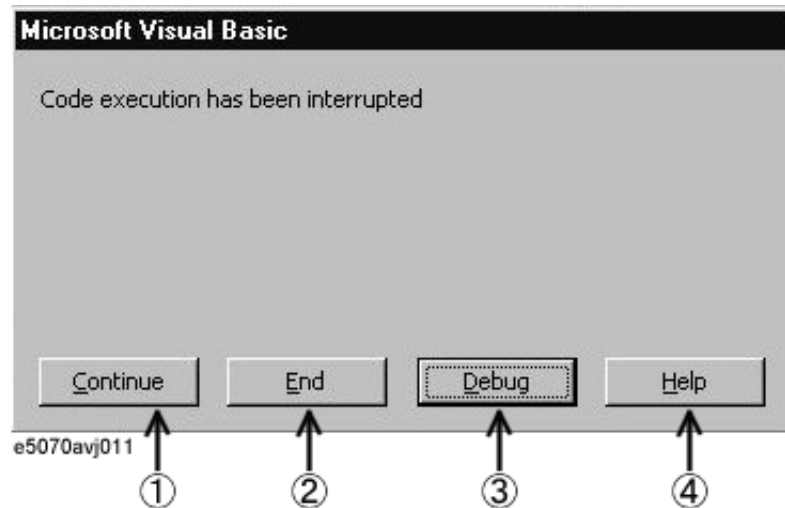 Microsoft Visual Basic
Code execution has been interrupted
Continue End Debug Help
e5070avj011
① ② ③ ④